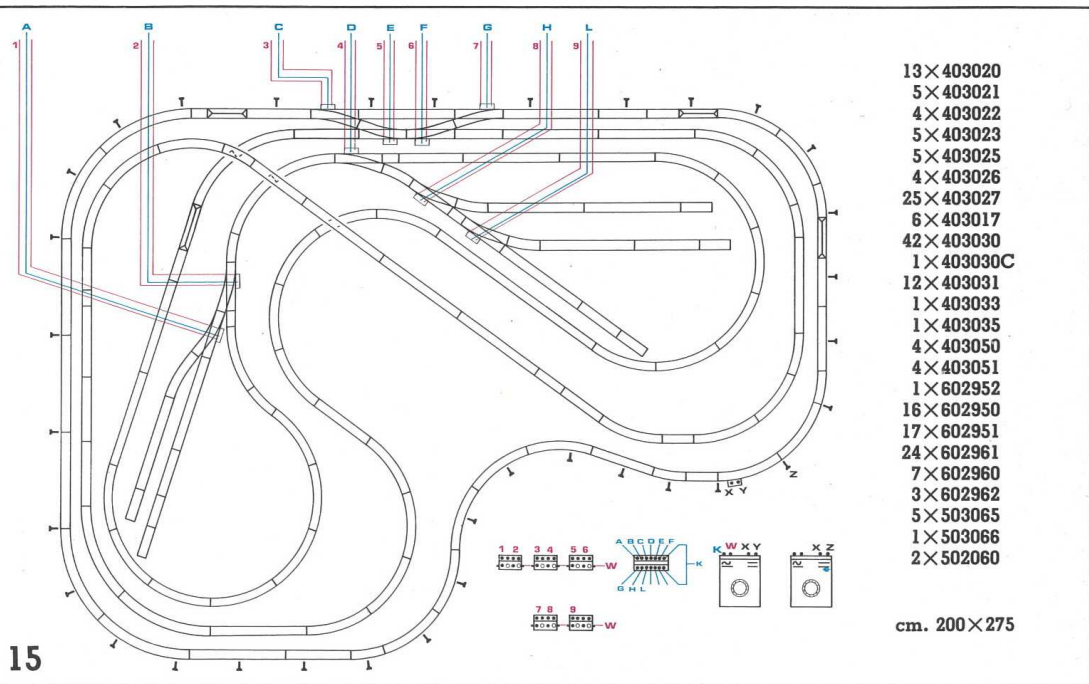 A B C D E F G H L
1 2 3 4 5 6 7 8 9
T T T T T T T
13×403020
5×403021
4×403022
5×403023
5×403025
4×403026
25×403027
6×403017
42×403030
1×403030C
12×403031
1×403033
1×403035
4×403050
4×403051
1×602952
16×602950
17×602951
24×602961
7×602960
3×602962
5×503065
1×503066
2×502060
cm. 200×275
Z
X Y
1 2 3 4 5 6 W
A B C D E F
K
G H L
K W X Y
X Z
7 8 9 W
15